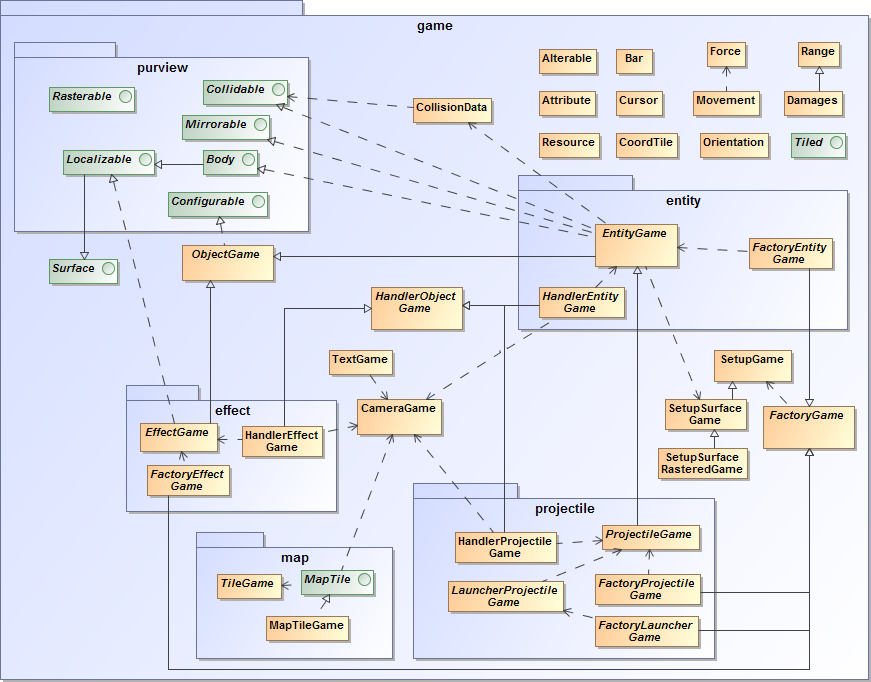 game
purview
Rasterable
Collidable
Mirrorable
Localizable
Body
Configurable
Surface
ObjectGame
CollisionData
Alterable
Bar
Force
Range
Attribute
Cursor
Movement
Damages
Resource
CoordTile
Orientation
Tiled
entity
EntityGame
FactoryEntity
Game
HandlerEntity
Game
HandlerObject
Game
TextGame
CameraGame
SetupGame
SetupSurface
Game
FactoryGame
SetupSurface
RasteredGame
effect
EffectGame
HandlerEffect
Game
FactoryEffect
Game
map
TileGame
MapTile
MapTileGame
projectile
HandlerProjectile
Game
ProjectileGame
LauncherProjectile
Game
FactoryProjectile
Game
FactoryLauncher
Game